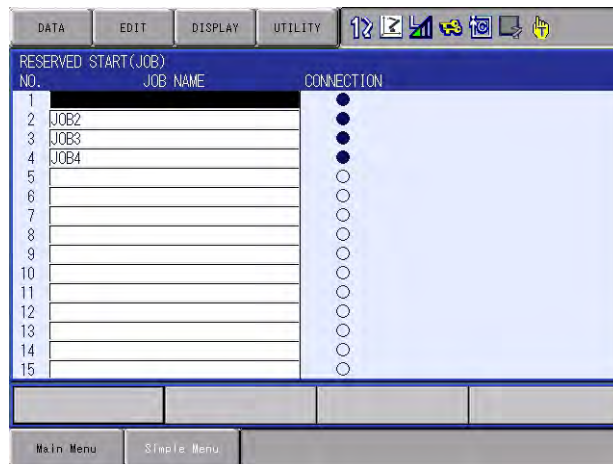 DATA EDIT DISPLAY UTILITY
RESERVED START(JOB)
NO. JOB NAME CONNECTION
1
2 JOB2
3 JOB3
4 JOB4
5
6
7
8
9
10
11
12
13
14
15
Main Menu Simple Menu